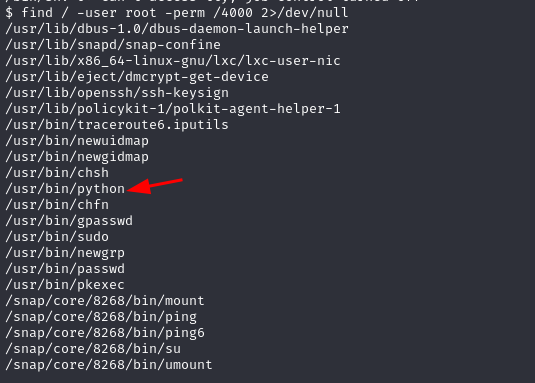 $ find / -user root -perm /4000 2>/dev/null
/usr/lib/dbus-1.0/dbus-daemon-launch-helper
/usr/lib/snapd/snap-confine
/usr/lib/x86_64-linux-gnu/lxc/lxc-user-nic
/usr/lib/eject/dmcrypt-get-device
/usr/lib/openssh/ssh-keysign
/usr/lib/policykit-1/polkit-agent-helper-1
/usr/bin/traceroute6.iputils
/usr/bin/newuidmap
/usr/bin/newgidmap
/usr/bin/chsh
/usr/bin/python
/usr/bin/chfn
/usr/bin/gpasswd
/usr/bin/sudo
/usr/bin/newgrp
/usr/bin/passwd
/usr/bin/pkexec
/snap/core/8268/bin/mount
/snap/core/8268/bin/ping
/snap/core/8268/bin/ping6
/snap/core/8268/bin/su
/snap/core/8268/bin/umount